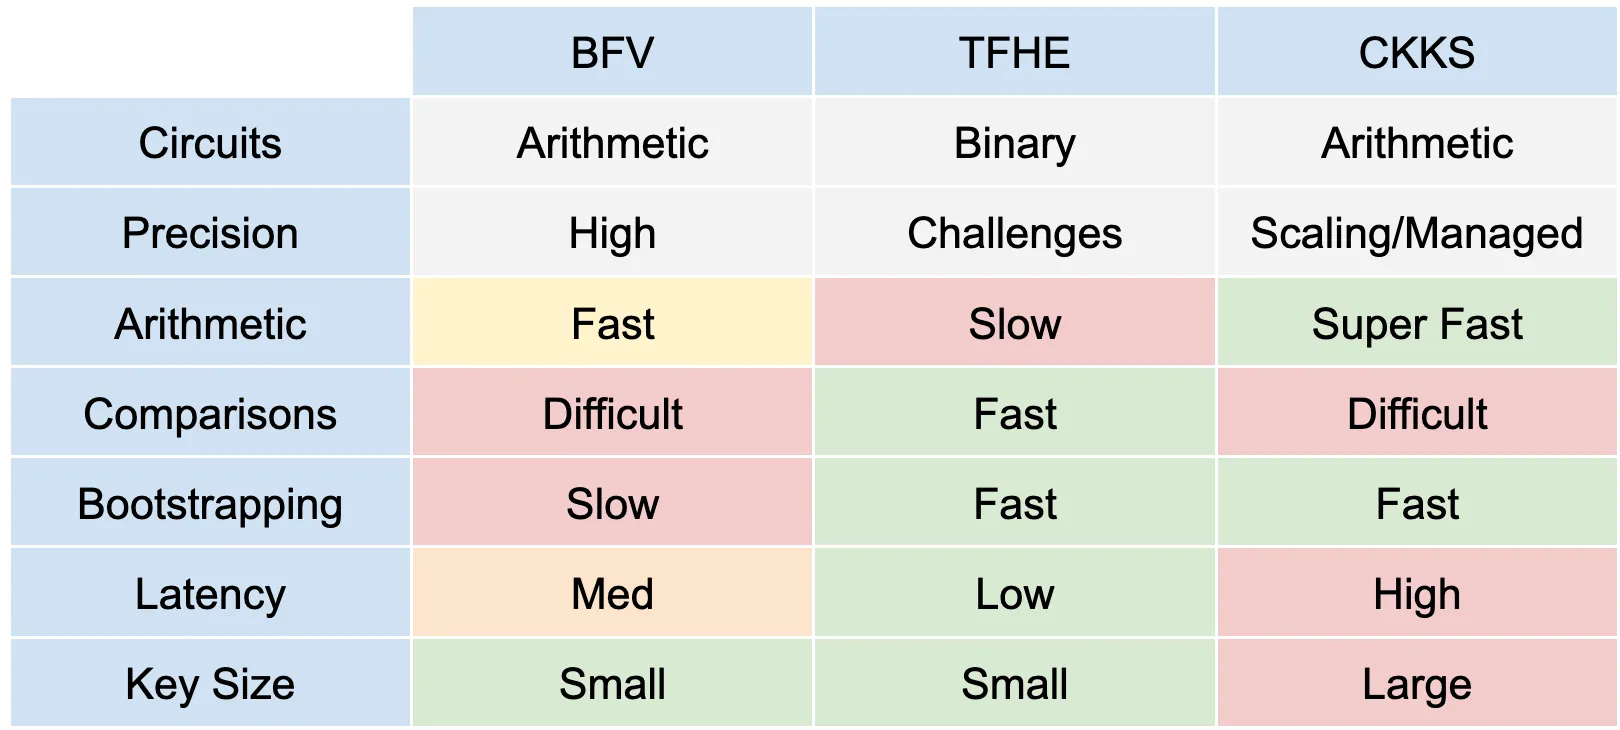 BFV TFHE CKKS
Circuits Arithmetic Binary Arithmetic
Precision High Challenges Scaling/Managed
Arithmetic Fast Slow Super Fast
Comparisons Difficult Fast Difficult
Bootstrapping Slow Fast Fast
Latency Med Low High
Key Size Small Small Large